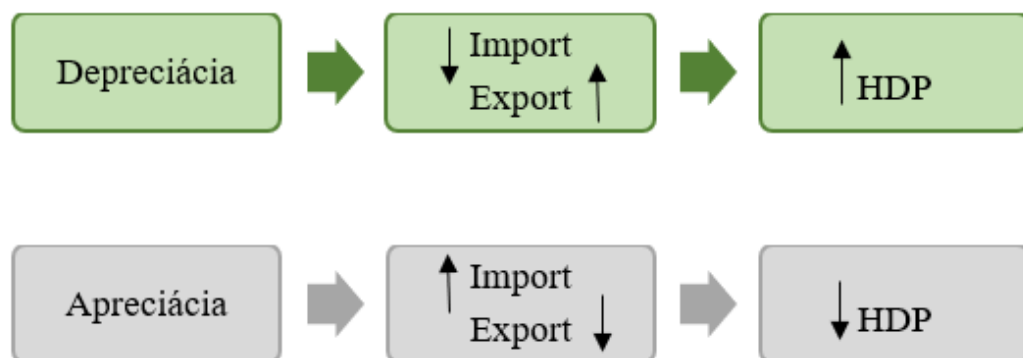 Depreciácia
Import
Export
HDP
Apreciácia
Import
Export
HDP